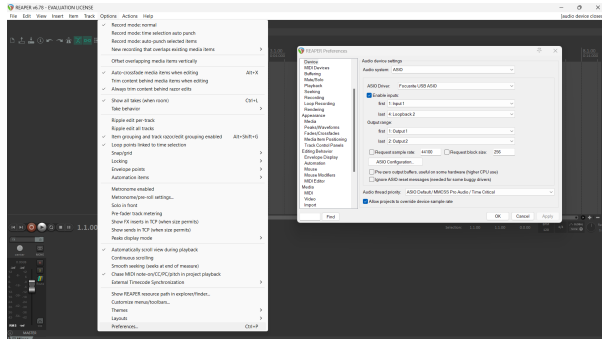 REAPER v6.78 - EVALUATION LICENSE
File Edit View Insert Item Track Options Actions Help
[audio device close
Record mode: normal
Record mode: time selection auto punch
Record mode: auto-punch selected items
New recording that overlaps existing media items
Offset overlapping media items vertically
Auto-crossfade media items when editing Alt+X
Trim content behind media items when editing
Always trim content behind razor edits
Show all takes (when room) Ctrl+L
Take behavior
Ripple edit per-track
Ripple edit all tracks
Item grouping and track razor/edit grouping enabled Alt+Shift+G
Loop points linked to time selection
Snap/grid
Locking
Envelope points
Automation items
Metronome enabled
Metronome/pre-roll settings...
Solo in front
Pre-fader track metering
Show FX inserts in TCP (when size permits)
Show sends in TCP (when size permits)
Peaks display mode
Automatically scroll view during playback
Continuous scrolling
Smooth seeking (seeks at end of measure)
Chase MIDI note-on/CC/PC/pitch in project playback
External Timecode Synchronization
Show REAPER resource path in explorer/finder...
Customize menus/toolbars...
Themes
Layouts
Preferences... Ctrl+P
REAPER Preferences
Device
MIDI Devices
Buffering
Mute/Solo
Playback
Seeking
Recording
Loop Recording
Rendering
Appearance
Media
Peaks/Waveforms
Fades/Crossfades
Media Item Positioning
Track Control Panels
Editing Behavior
Envelope Display
Automation
Mouse
Mouse Modifiers
MIDI Editor
Media
MIDI
Video
Import
Find
Audio device settings
Audio system: ASIO
ASIO Driver: Focusrite USB ASIO
Enable inputs:
first 1: Input 1
last 4: Loopback 2
Output range:
first 1: Output 1
last 2: Output 2
Request sample rate: 44100 Request block size: 256
ASIO Configuration...
Pre-zero output buffers, useful on some hardware (higher CPU use)
Ignore ASIO reset messages (needed for some buggy drivers)
Audio thread priority: ASIO Default / MMCSS Pro Audio / Time Critical
Allow projects to override device sample rate
OK Cancel Apply
1.1.00
MASTER